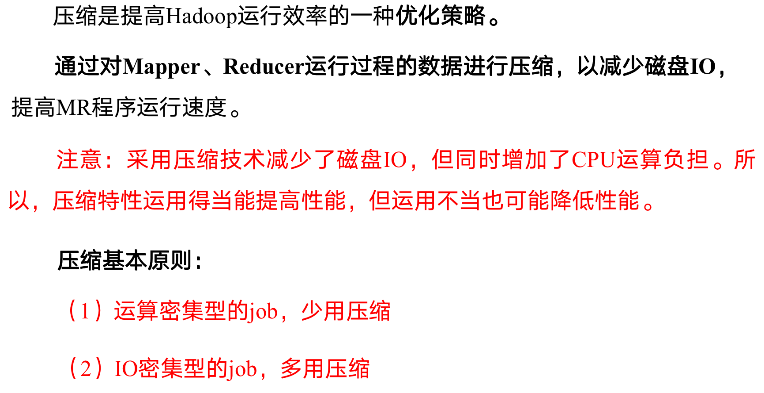 压缩是提高Hadoop运行效率的一种优化策略。
通过对Mapper、Reducer运行过程的数据进行压缩，以减少磁盘IO，
提高MR程序运行速度。
注意：采用压缩技术减少了磁盘IO，但同时增加了CPU运算负担。所
以，压缩特性运用得当能提高性能，但运用不当也可能降低性能。
压缩基本原则：
（1）运算密集型的job，少用压缩
（2）IO密集型的job，多用压缩